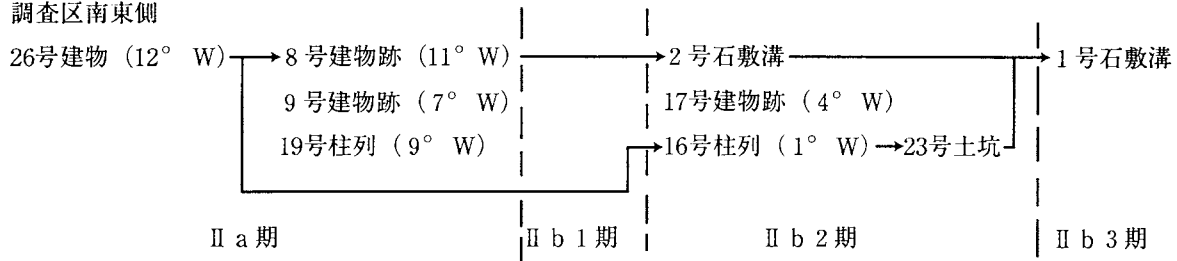 調査区南東側
26号建物(12° W) 8号建物跡(11° W) 2号石敷溝 1号石敷溝
9号建物跡(7° W) 17号建物跡(4° W)
19号柱列(9° W) 16号柱列(1° W) 23号土坑
Ⅱa期 Ⅱb1期 Ⅱb2期 Ⅱb3期